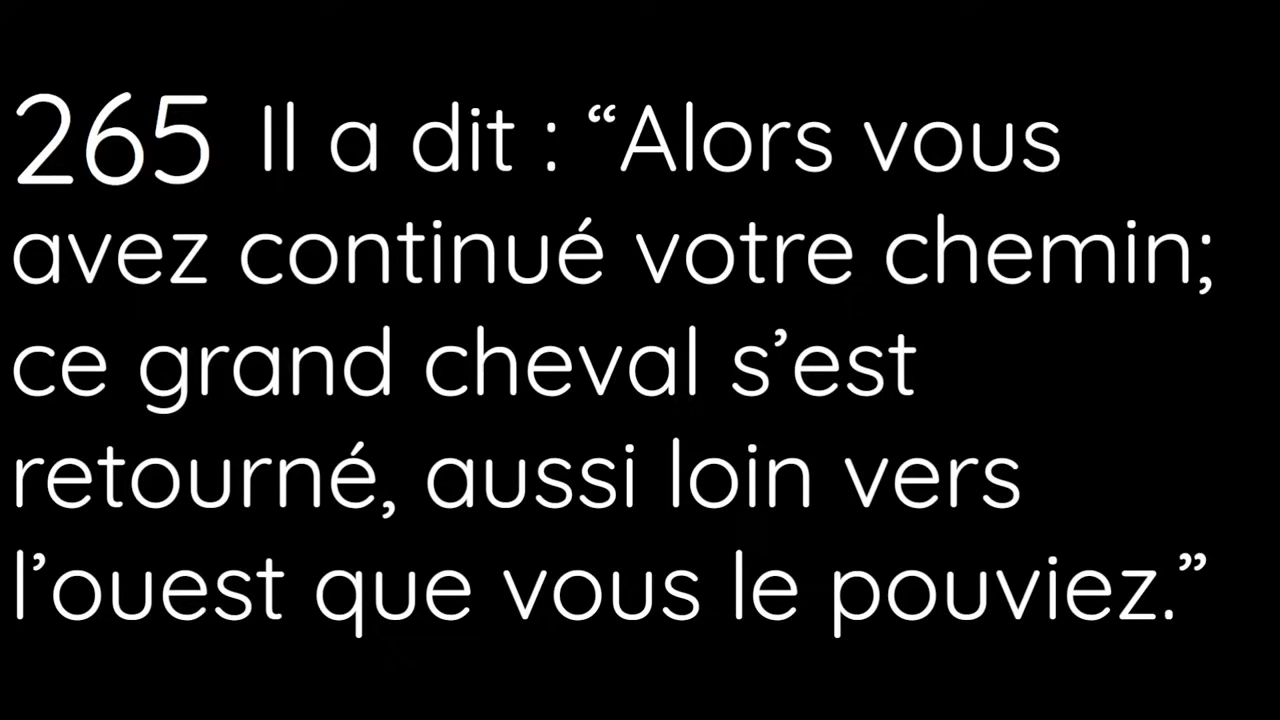 265 Il a dit : “Alors vous
avez continué votre chemin;
ce grand cheval s’est
retourné, aussi loin vers
l’ouest que vous le pouviez.”